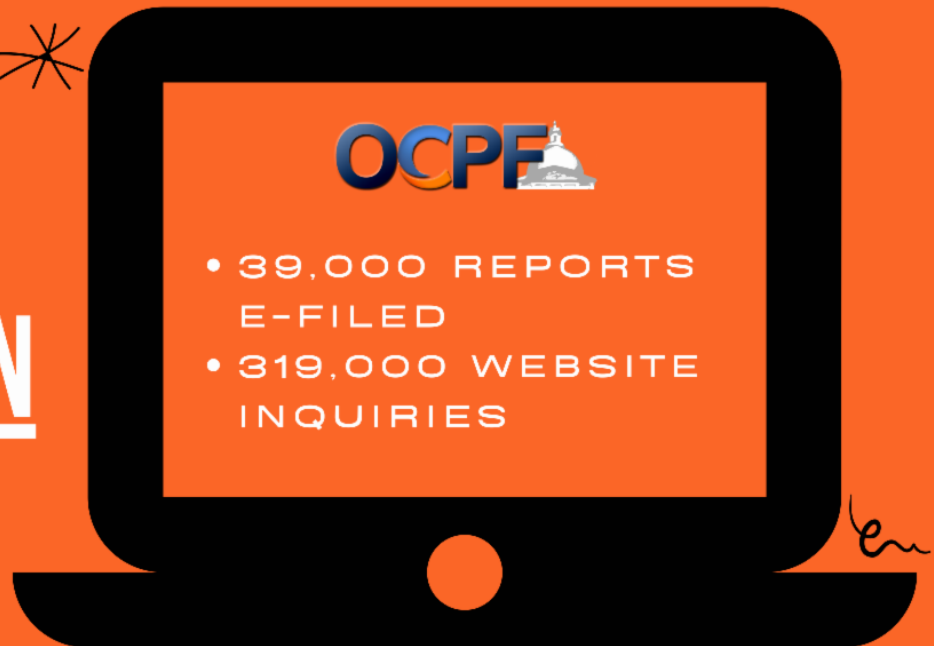 OCPF
• 39,000 REPORTS
E-FILED
• 319,000 WEBSITE
INQUIRIES
N